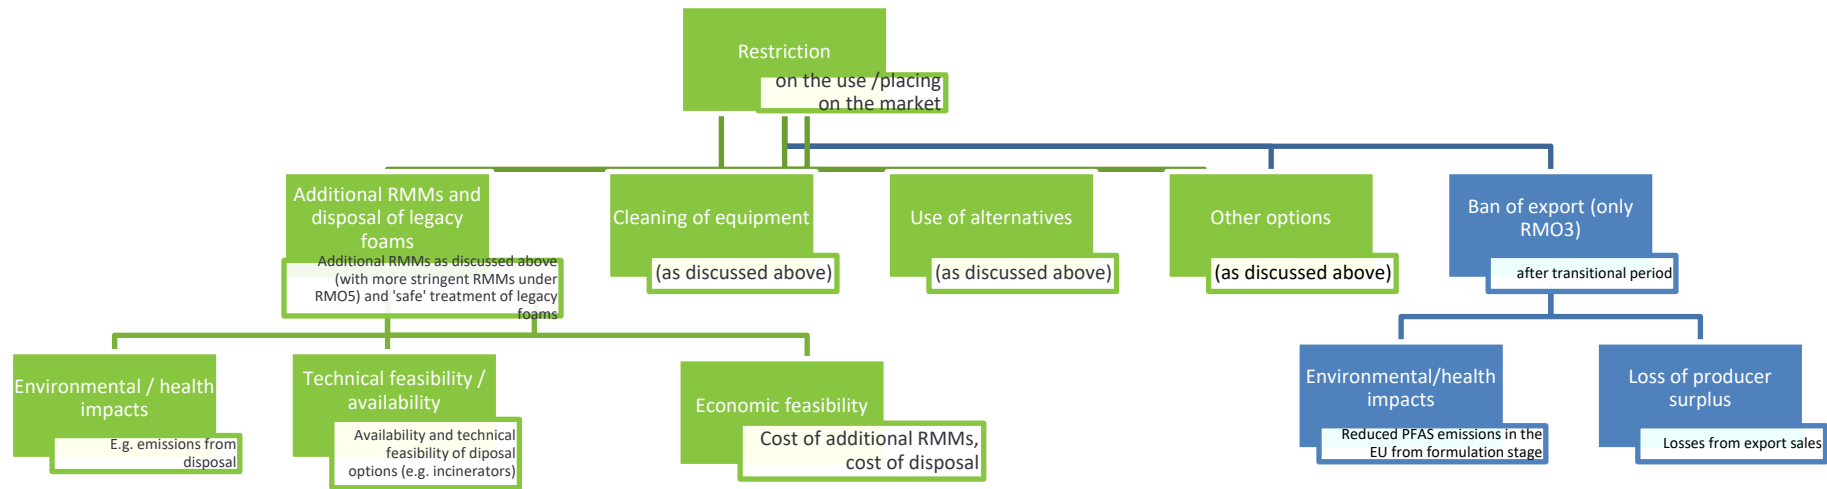 Restriction
on the use /placing
on the market
Additional RMMs and
disposal of legacy
foams
Additional RMMs as discussed above
(with more stringent RMMs under
RMO5) and 'safe' treatment of legacy
foams
Cleaning of equipment
(as discussed above)
Use of alternatives
(as discussed above)
Other options
(as discussed above)
Ban of export (only
RMO3)
after transitional period
Environmental / health
impacts
E.g. emissions from
disposal
Technical feasibility /
availability
Availability and technical
feasibility of diposal
options (e.g. incinerators)
Economic feasibility
Cost of additional RMMs,
cost of disposal
Environmental/health
impacts
Reduced PFAS emissions in the
EU from formulation stage
Loss of producer
surplus
Losses from export sales